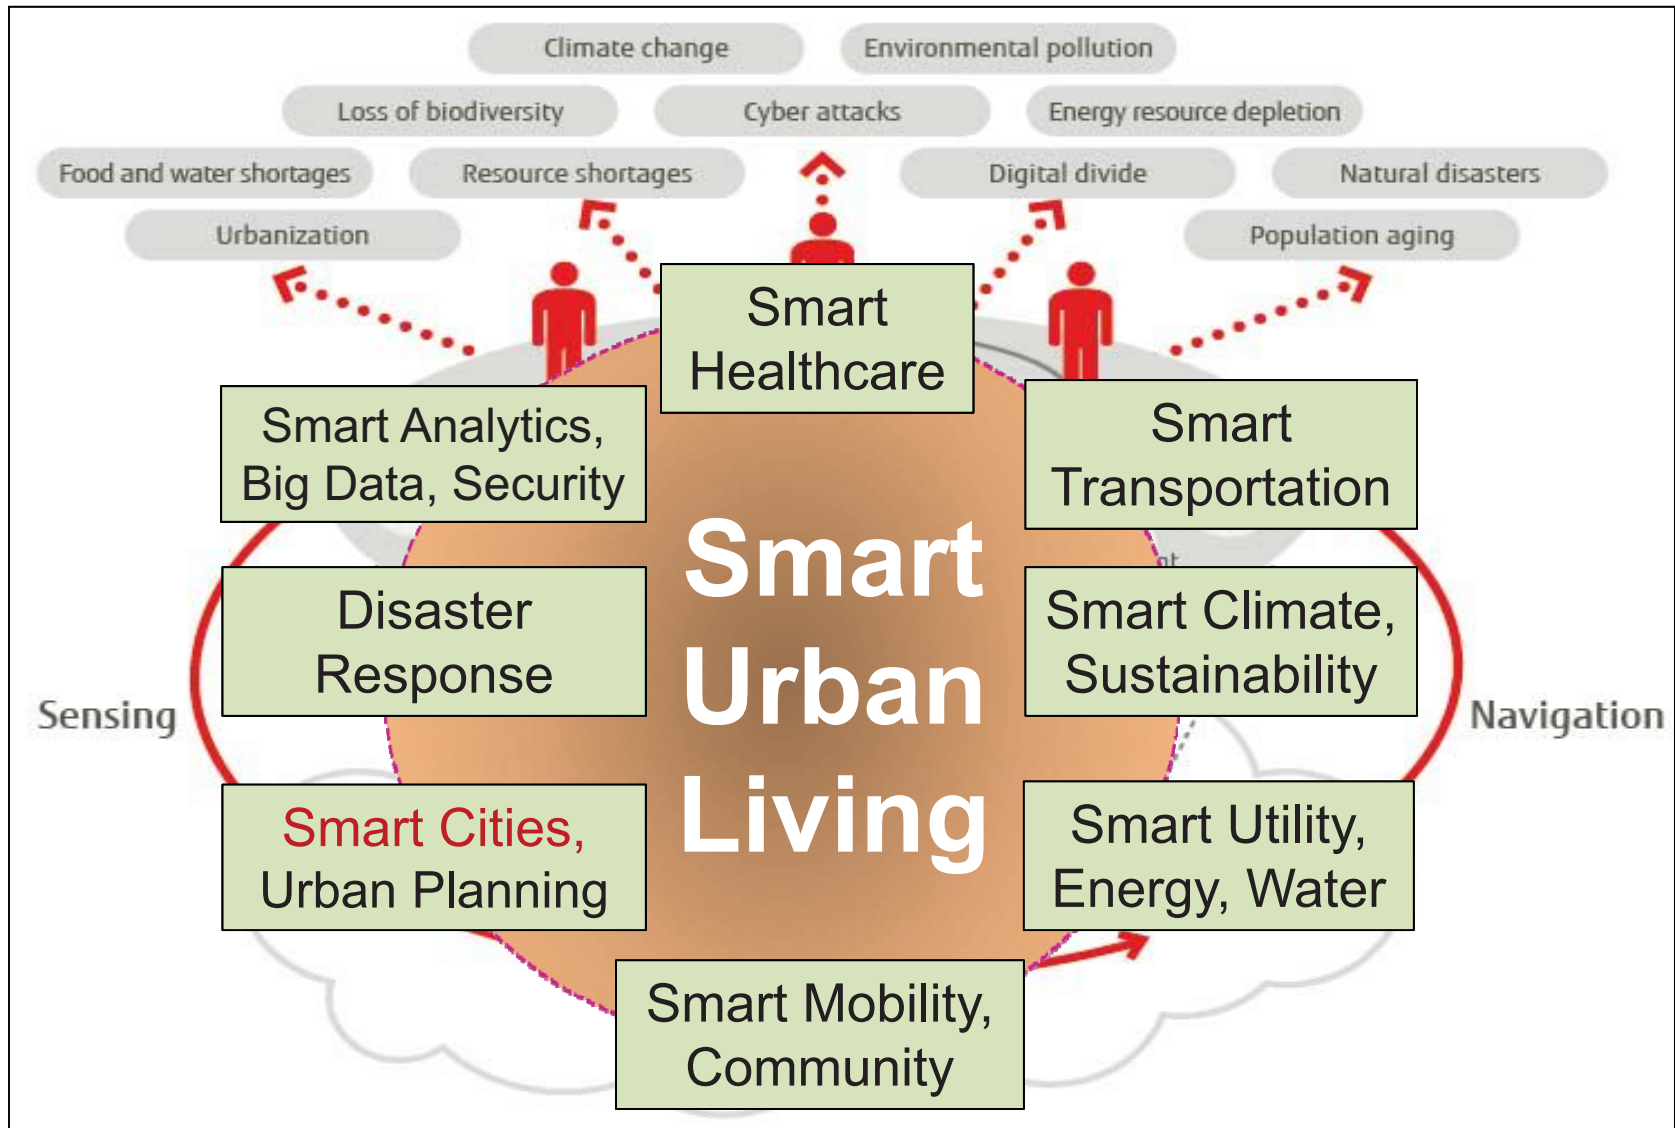 Climate change
Environmental pollution
Loss of biodiversity
Cyber attacks
Energy resource depletion
Food and water shortages
Resource shortages
Digital divide
Natural disasters
Urbanization
Population aging
Smart
Healthcare
Smart Analytics,
Big Data, Security
Smart
Transportation
Smart
Urban
Living
Disaster
Response
Smart Climate,
Sustainability
Sensing
Navigation
Smart Cities,
Urban Planning
Smart Utility,
Energy, Water
Smart Mobility,
Community